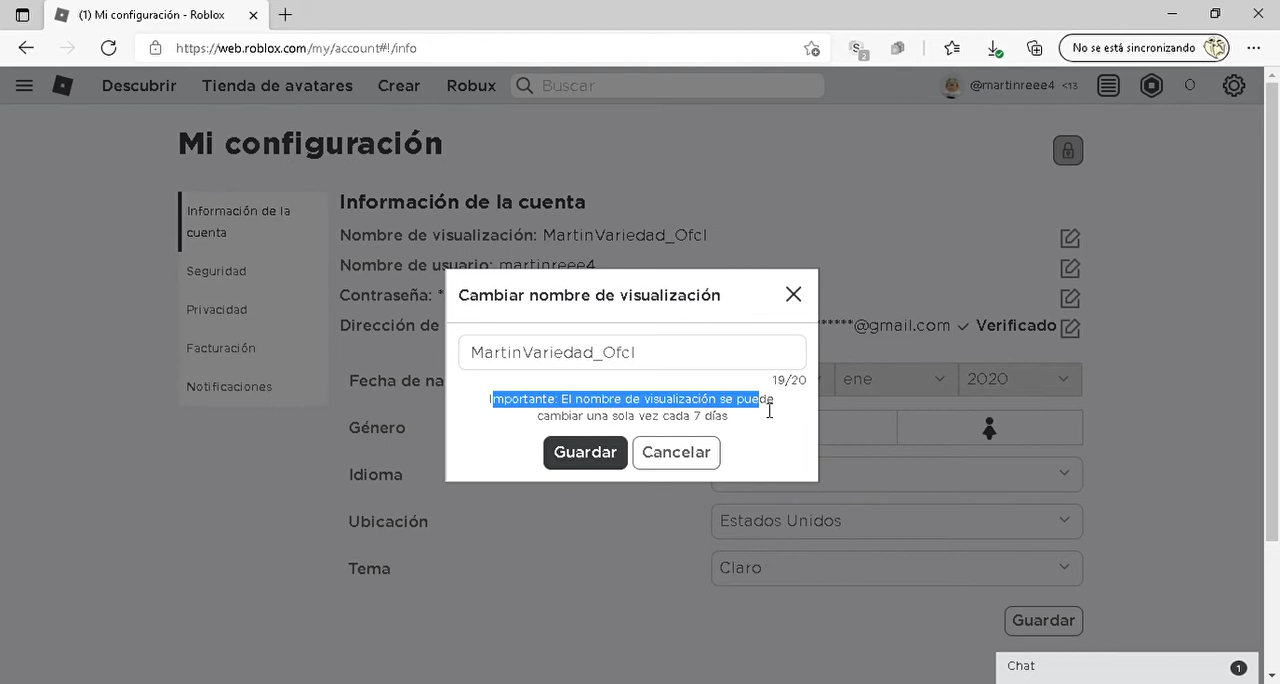 (1) Mi configuración - Roblox
https://web.roblox.com/my/account#!/info
2
No se está sincronizando
Descubrir
Tienda de avatares
Crear
Robux
Buscar
@martinreee4
<13
0
Mi configuración
Información de la
cuenta
Seguridad
Privacidad
Facturación
Notificaciones
Información de la cuenta
Nombre de visualización: MartinVariedad_Ofcl
Nombre de usuario: martinreee4
Contraseña: *
Dirección de
*****@gmail.com
Verificado
Fecha de na
ene
2020
Género
Idioma
Ubicación
Estados Unidos
Tema
Claro
Guardar
Cambiar nombre de visualización
MartinVariedad_Ofcl
19/20
Importante: El nombre de visualización se puede
cambiar una sola vez cada 7 días
Guardar
Cancelar
Chat
1